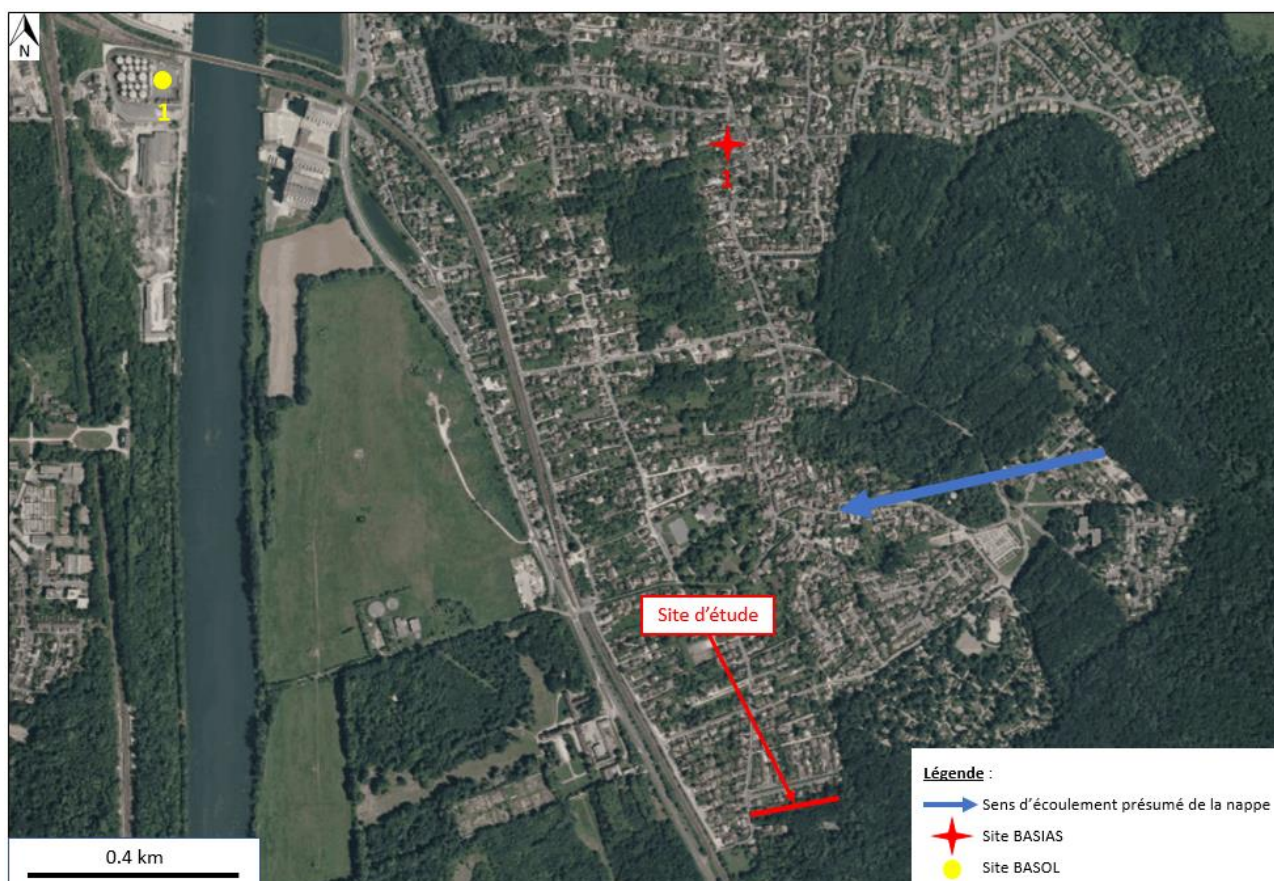 N
1
1
Site d'étude
0.4 km
Légende :
Sens d'écoulement présumé de la nappe
Site BASIAS
Site BASOL